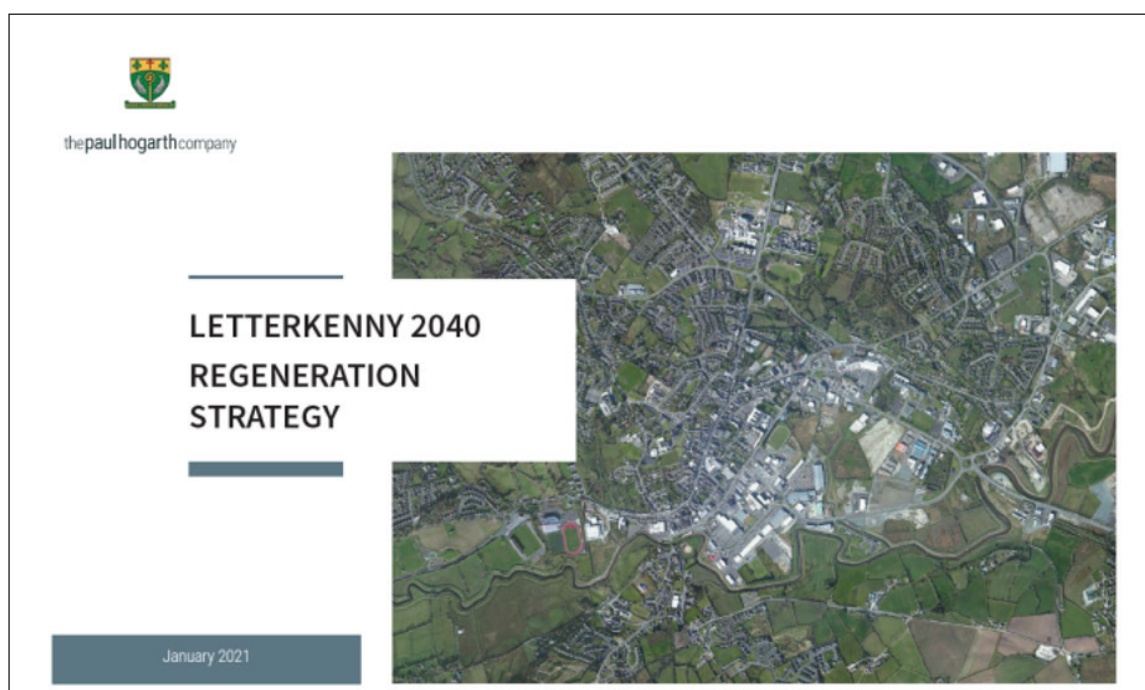 thepaulhogarthcompany
LETTERKENNY 2040
REGENERATION
STRATEGY
January 2021